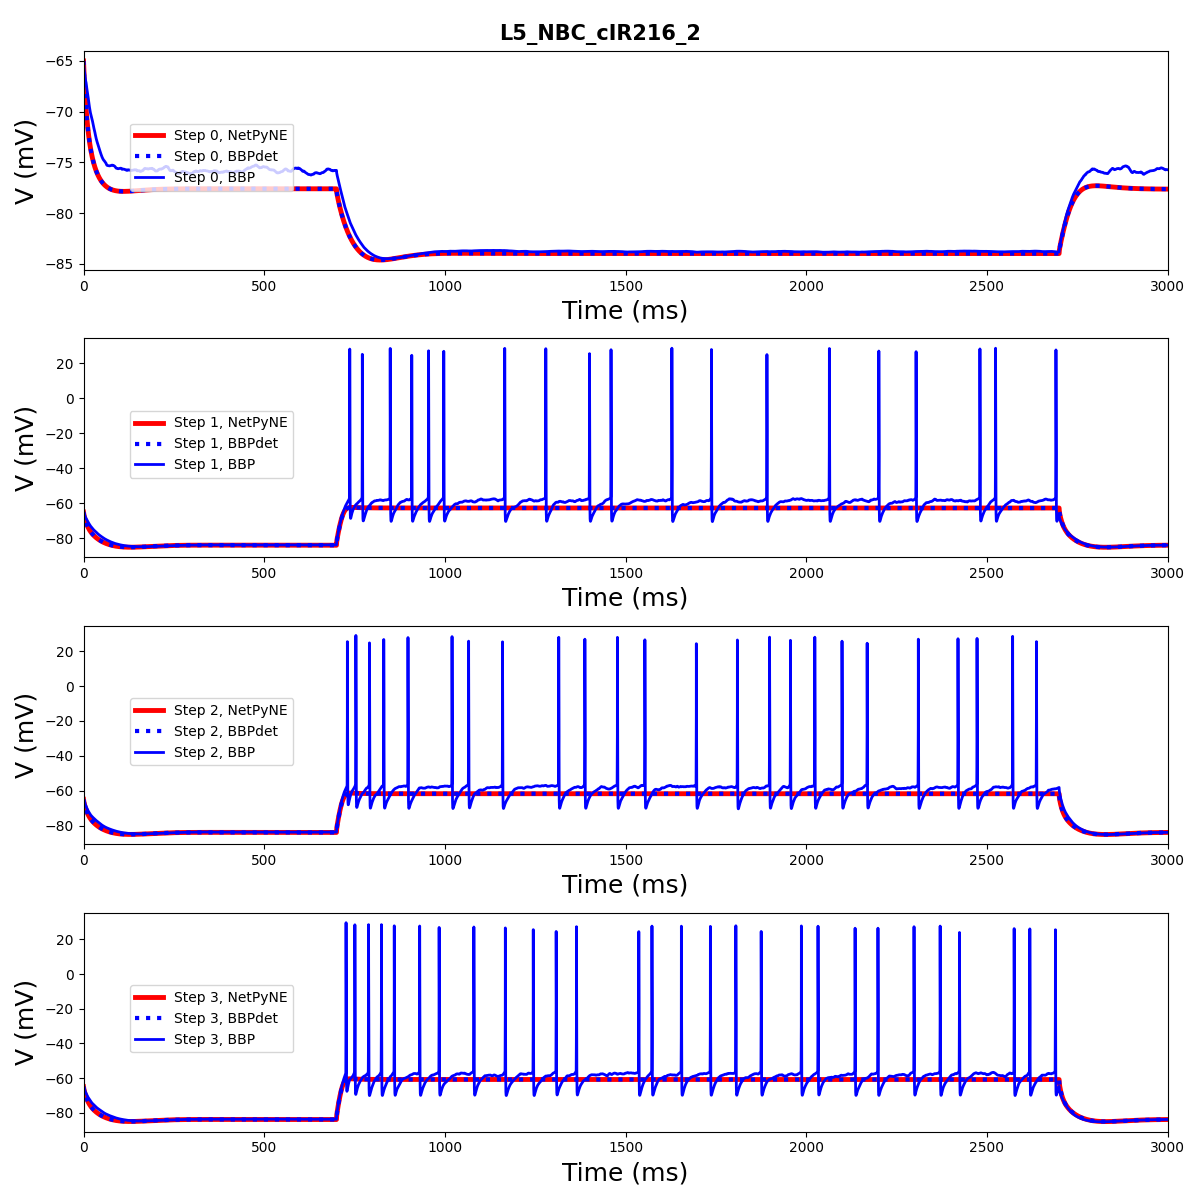 L5_NBC_cIR216_2
−65
−70
−75
−80
−85
V (mV)
Step 0, NetPyNE
Step 0, BBPdet
Step 0, BBP
0 500 1000 1500 2000 2500 3000
Time (ms)
20
0
−20
−40
−60
−80
V (mV)
Step 1, NetPyNE
Step 1, BBPdet
Step 1, BBP
0 500 1000 1500 2000 2500 3000
Time (ms)
20
0
−20
−40
−60
−80
V (mV)
Step 2, NetPyNE
Step 2, BBPdet
Step 2, BBP
0 500 1000 1500 2000 2500 3000
Time (ms)
20
0
−20
−40
−60
−80
V (mV)
Step 3, NetPyNE
Step 3, BBPdet
Step 3, BBP
0 500 1000 1500 2000 2500 3000
Time (ms)